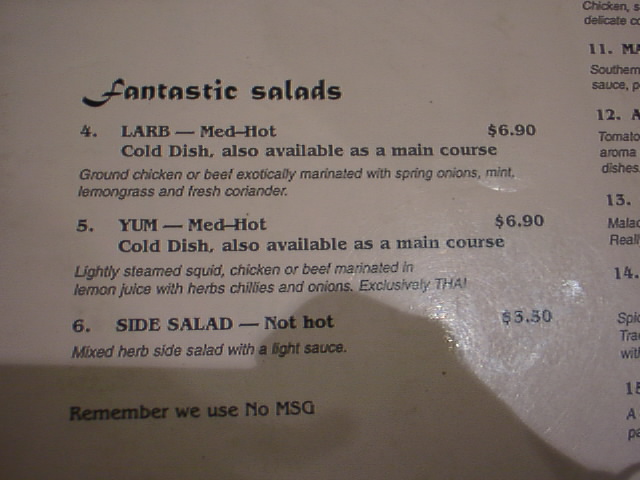 Fantastic salads
4. LARB — Med-Hot $6.90
Cold Dish, also available as a main course
Ground chicken or beef exotically marinated with spring onions, mint,
lemongrass and fresh coriander.
5. YUM — Med-Hot $6.90
Cold Dish, also available as a main course
Lightly steamed squid, chicken or beef marinated in
lemon juice with herbs chillies and onions. Exclusively THAI
6. SIDE SALAD — Not hot $3.50
Mixed herb side salad with a light sauce.
Remember we use No MSG
Chicken,
delicate
11.
Southern
sauce,
12.
aroma
dishes
13.
14.
A